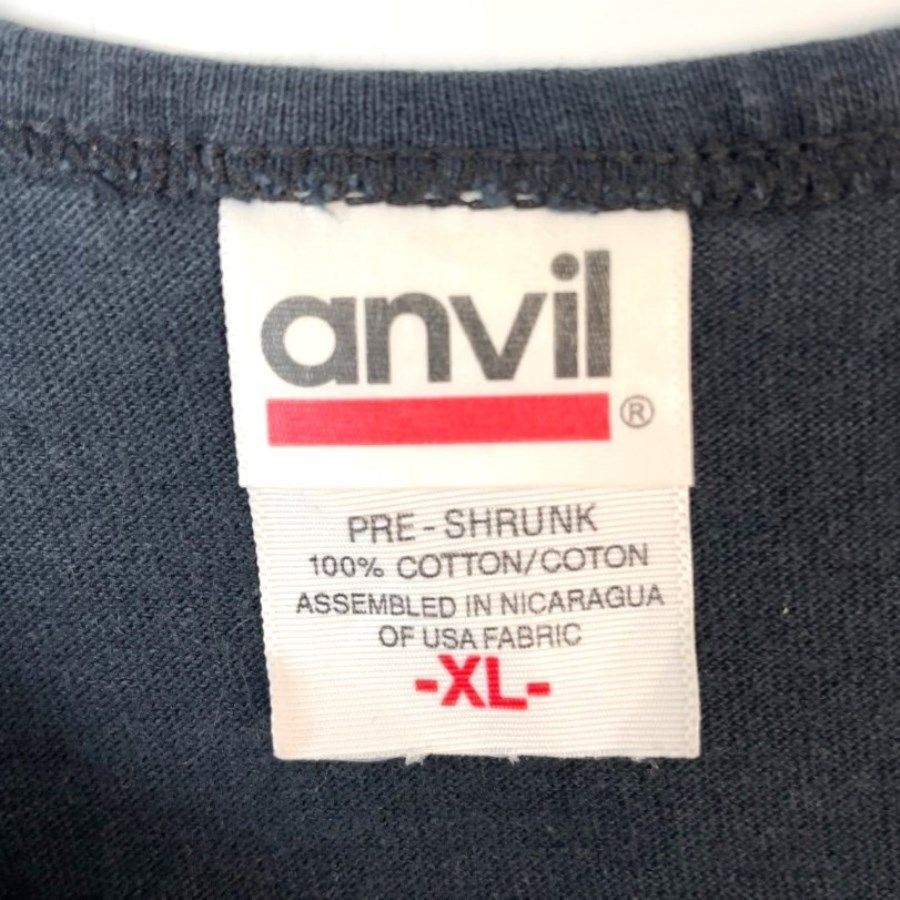 anvil
®
PRE - SHRUNK
100% COTTON/COTON
ASSEMBLED IN NICARAGUA
OF USA FABRIC
-XL-